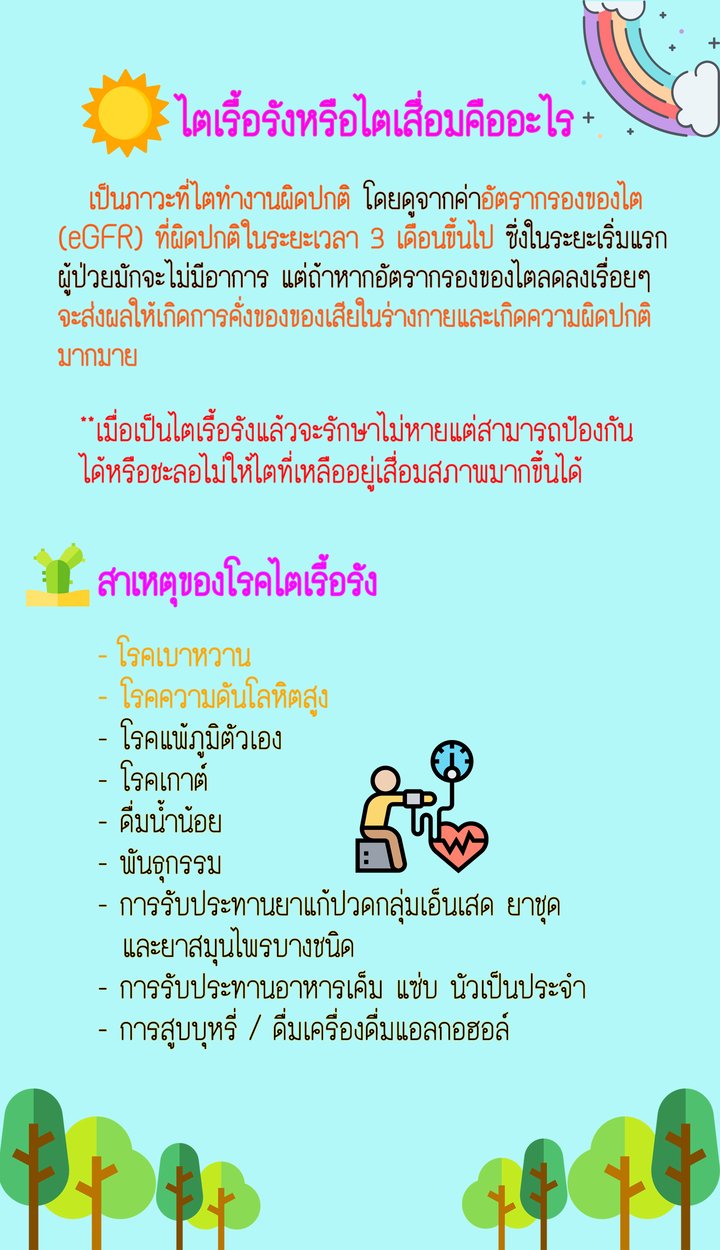 ไตเรื้อรังหรือไตเสื่อมคืออะไร
เป็นภาวะที่ไตทำงานผิดปกติ โดยดูจากค่าอัตรากรองของไต
(eGFR) ที่ผิดปกติในระยะเวลา 3 เดือนขึ้นไป ซึ่งในระยะเริ่มแรก
ผู้ป่วยมักจะไม่มีอาการ แต่ถ้าหากอัตรากรองของไตลดลงเรื่อยๆ
จะส่งผลให้เกิดการคั่งของของเสียในร่างกายและเกิดความผิดปกติ
มากมาย
**เมื่อเป็นไตเรื้อรังแล้วจะรักษาไม่หายแต่สามารถป้องกัน
ได้หรือชะลอไม่ให้ไตที่เหลืออยู่เสื่อมสภาพมากขึ้นได้
สาเหตุของโรคไตเรื้อรัง
- โรคเบาหวาน
- โรคความดันโลหิตสูง
- โรคแพ้ภูมิตัวเอง
- โรคเกาต์
- ดื่มน้ำน้อย
- พันธุกรรม
- การรับประทานยาแก้ปวดกลุ่มเอ็นเสด ยาชุด
และยาสมุนไพรบางชนิด
- การรับประทานอาหารเค็ม แซ่บ นัวเป็นประจำ
- การสูบบุหรี่ / ดื่มเครื่องดื่มแอลกอฮอล์